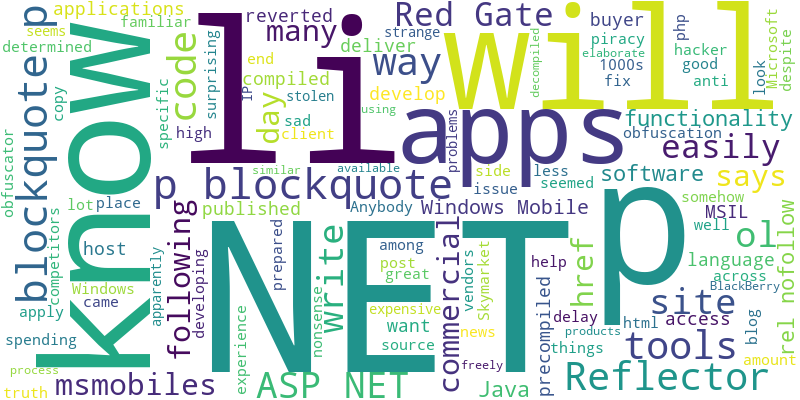 applications
seems
familiar
determined
reverted
many
deliver
compiled
strange
Red Gate
way
develop
buyer
piracy
1000s
fix
php
hacker
good
anti
look
Microsoft
despite
elaborate
decompiled
p blockquote
code
surprising
specific
copy
IP
end
day
stolen
sad
client
using
high
know
li
will
apps
problems
functionality
obfuscation
easily
obfuscator
similar
available
side
less
seemed
issue
software
says
p blockquote
published
Anybody
Windows Mobile
MSIL
somehow
well
ol
rel nofollow
lot
place
competitors
host
Windows
came
apparently
apply
spending
following
developing
NET
p
prepared
experience
nonsense
write
among
post
great
expensive
want
source
commercial
vendors
Skymarket
news
freely
help
precompiled
delay
things
href
site
access
language
across
BlackBerry
blog
html
products
tools
amount
Reflector
Java
ASP NET
msmobiles
process
truth